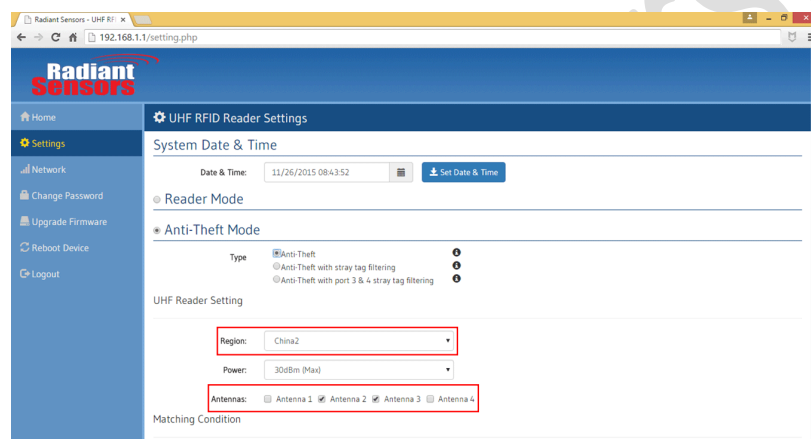 Radiant Sensors - UHF RFI
192.168.1.1/setting.php
Radiant
Sensors
Home
Settings
Network
Change Password
Upgrade Firmware
Reboot Device
Logout
UHF RFID Reader Settings
System Date & Time
Date & Time: 11/26/2015 08:43:52 Set Date & Time
Reader Mode
Anti-Theft Mode
Type Anti-Theft
Anti-Theft with stray tag filtering
Anti-Theft with port 3 & 4 stray tag filtering
UHF Reader Setting
Region: China2
Power: 30dBm (Max)
Antennas: Antenna 1 Antenna 2 Antenna 3 Antenna 4
Matching Condition